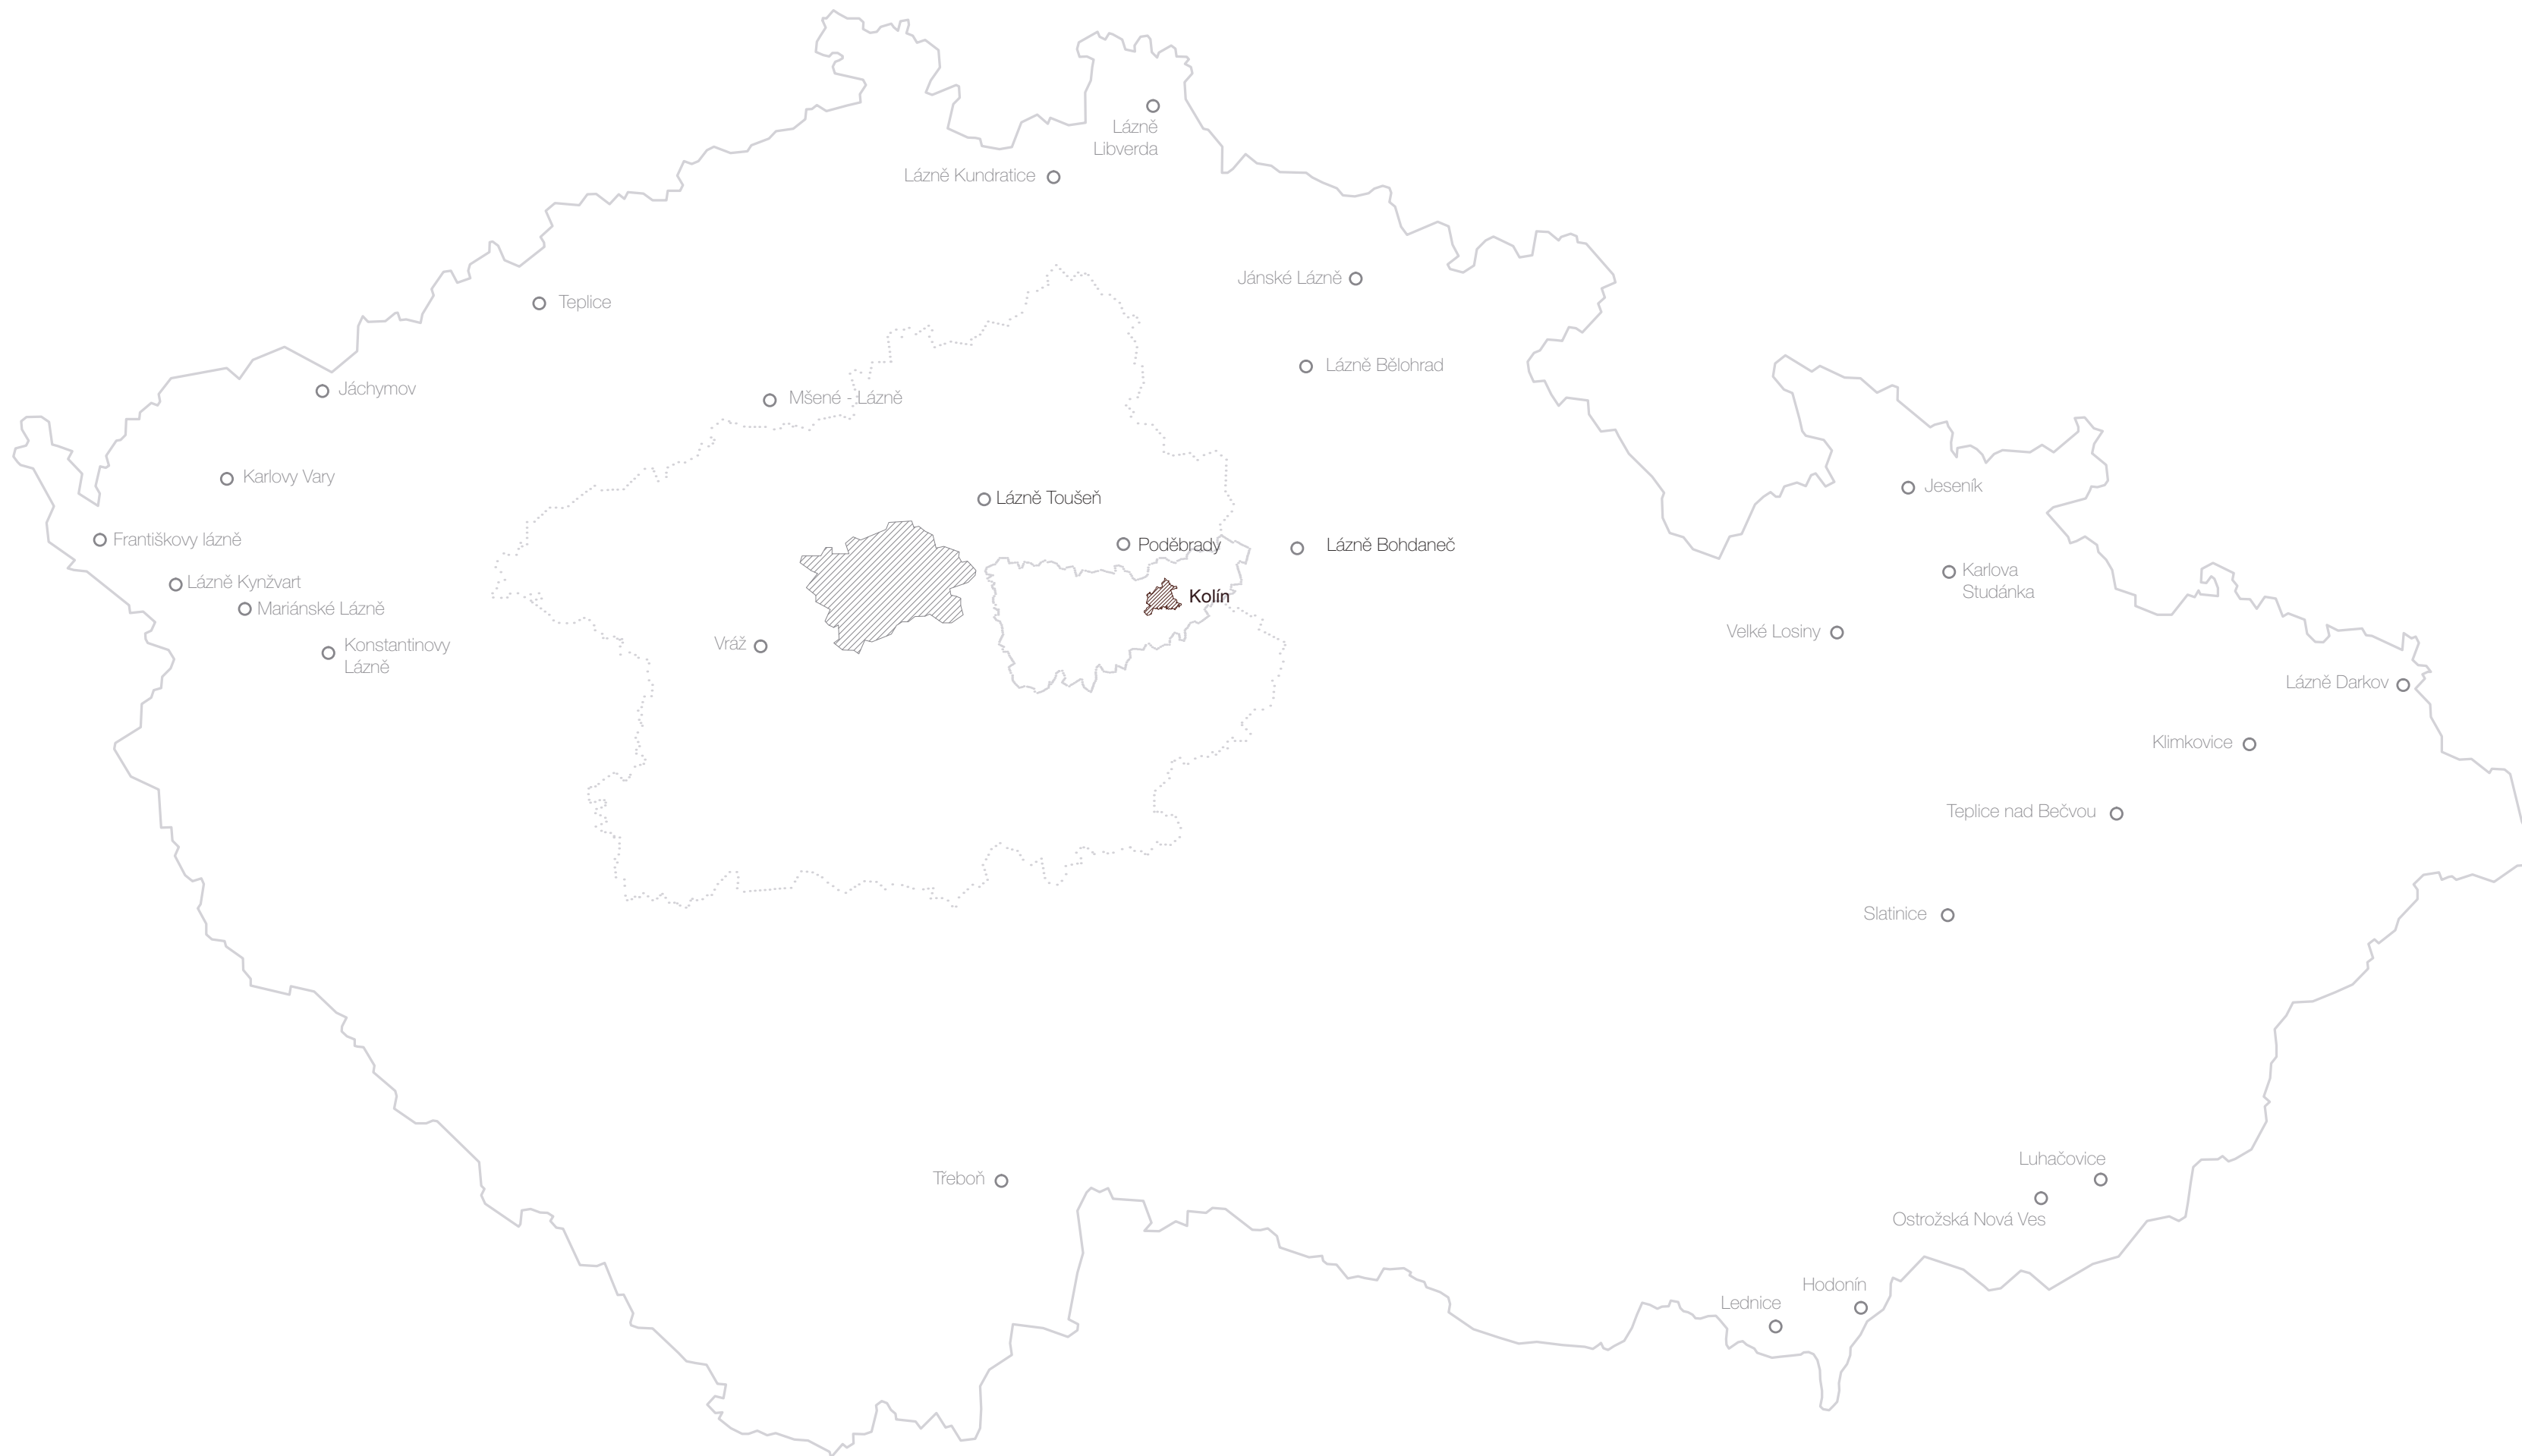 Lázně
Libverda
Lázně Kundratice
Jánské Lázně
Teplice
Lázně Bělohrad
Jáchymov
Mšené - Lázně
Karlovy Vary
Jeseník
Lázně Toušeň
Františkovy lázně
Poděbrady
Lázně Bohdaneč
Karlova
Studánka
Lázně Kynžvart
Kolín
Mariánské Lázně
Velké Losiny
Konstantinovy
Lázně
Vráž
Lázně Darkov
Klimkovice
Teplice nad Bečvou
Slatinice
Luhačovice
Třeboň
Ostrožská Nová Ves
Hodonín
Lednice